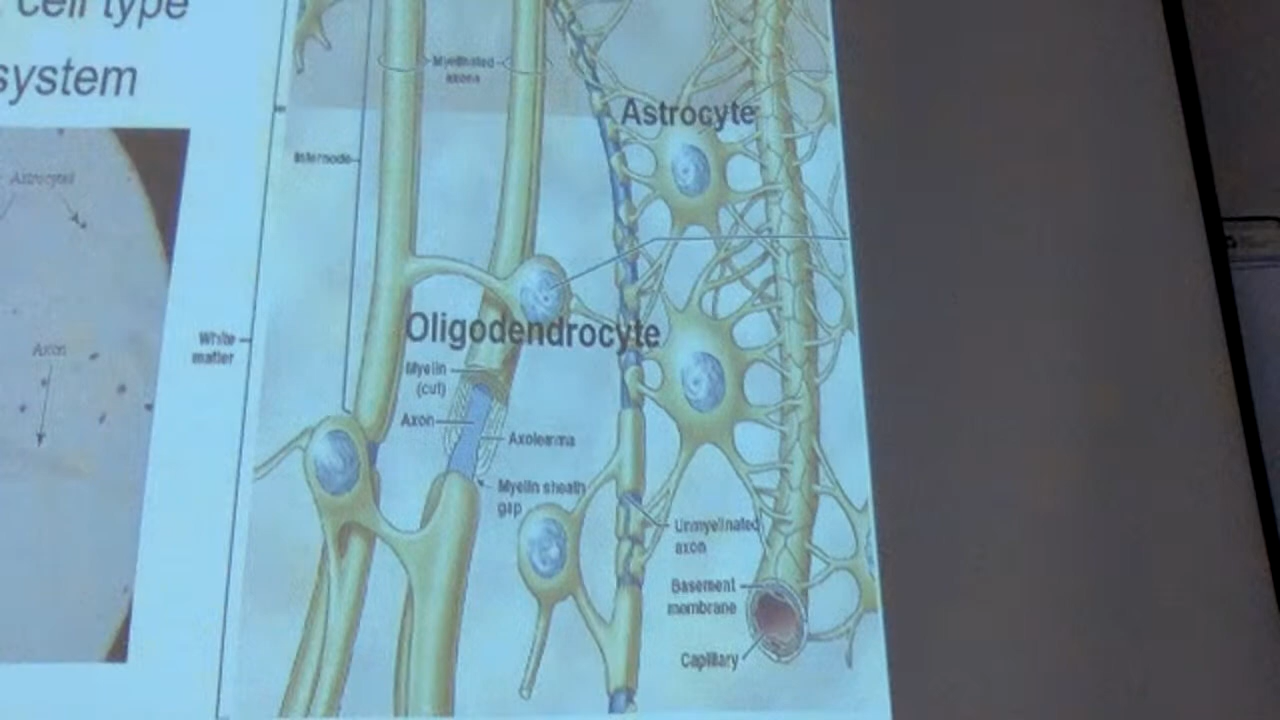 cell type
system
Astrocytes
Axon
White
matter
Myelinated
axons
Internode
Astrocyte
Oligodendrocyte
Myelin
(cut)
Axon
Axolemma
Myelin sheath
gap
Unmyelinated
axon
Basement
membrane
Capillary